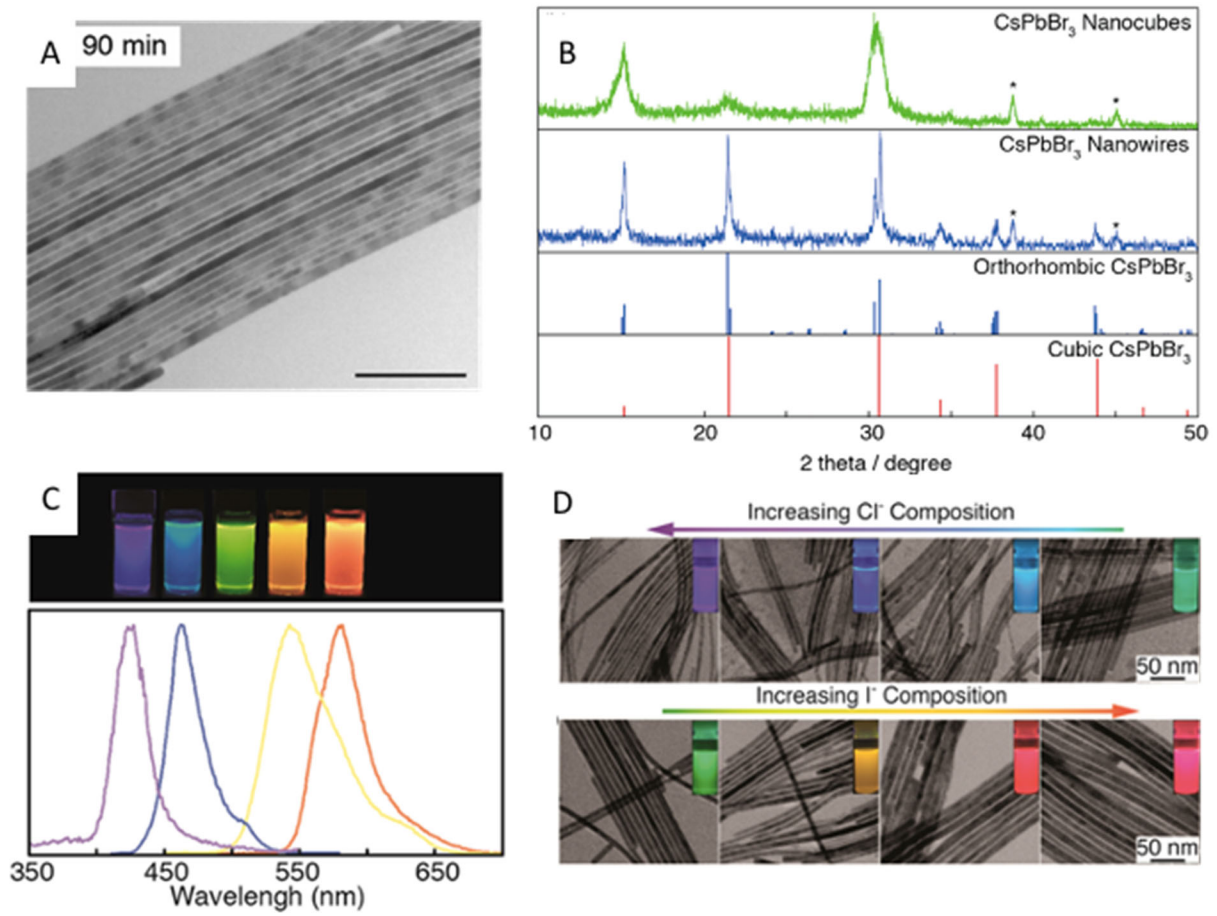 A
90 min
B
CsPbBr3 Nanocubes
*
*
CsPbBr3 Nanowires
*
*
Orthorhombic CsPbBr3
Cubic CsPbBr3
10 20 30 40 50
2 theta / degree
C
350 450 550 650
Wavelengh (nm)
D
Increasing Cl- Composition
50 nm
Increasing I- Composition
50 nm